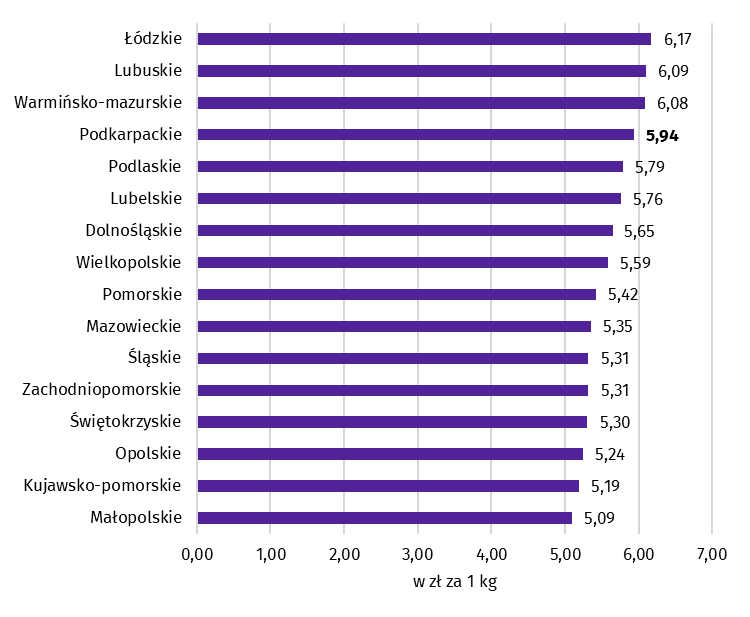 Łódzkie 6,17
Lubuskie 6,09
Warmińsko-mazurskie 6,08
Podkarpackie 5,94
Podlaskie 5,79
Lubelskie 5,76
Dolnośląskie 5,65
Wielkopolskie 5,59
Pomorskie 5,42
Mazowieckie 5,35
Śląskie 5,31
Zachodniopomorskie 5,31
Świętokrzyskie 5,30
Opolskie 5,24
Kujawsko-pomorskie 5,19
Małopolskie 5,09
0,00 1,00 2,00 3,00 4,00 5,00 6,00 7,00
w zł za 1 kg